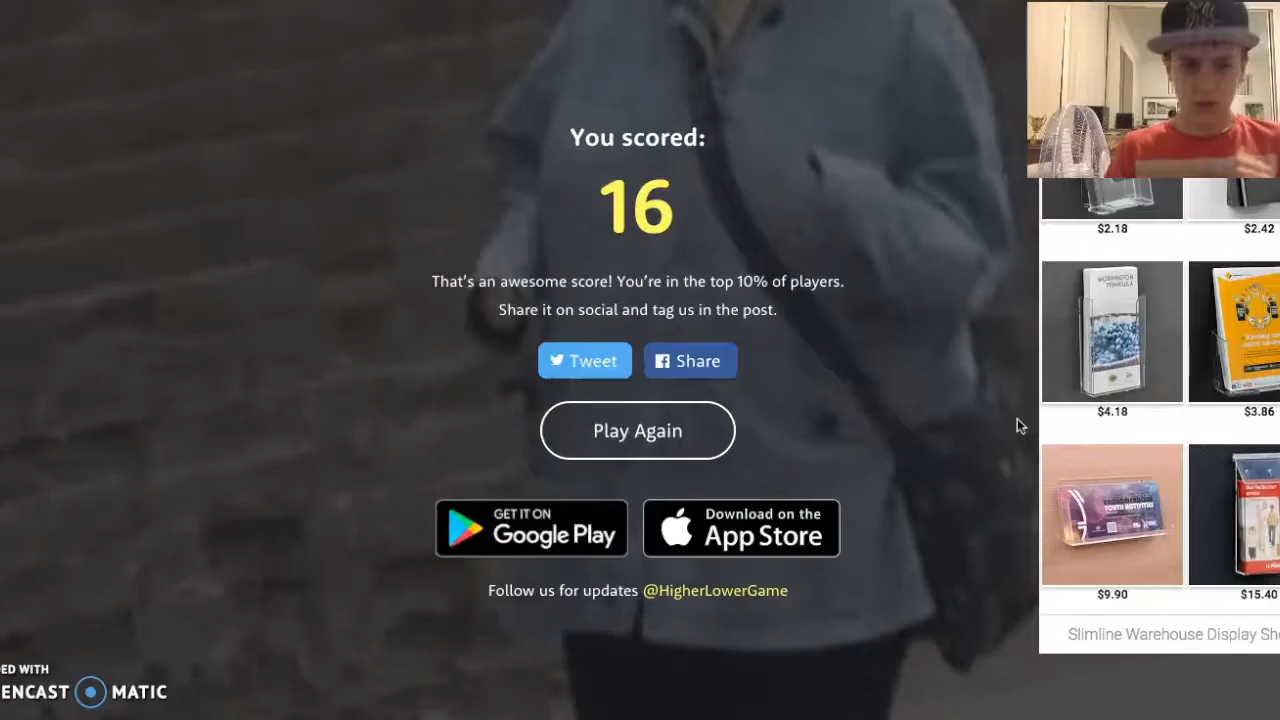 You scored:
16
That's an awesome score! You're in the top 10% of players.
Share it on social and tag us in the post.
Tweet Share
Play Again
GET IT ON
Google Play
Download on the
App Store
Follow us for updates @HigherLowerGame
$2.18 $2.42
MORNINGTON
PENINSULA
$4.18 $3.86
$9.90 $15.40
Slimline Warehouse Display Sh
ED WITH
ENCAST MATIC